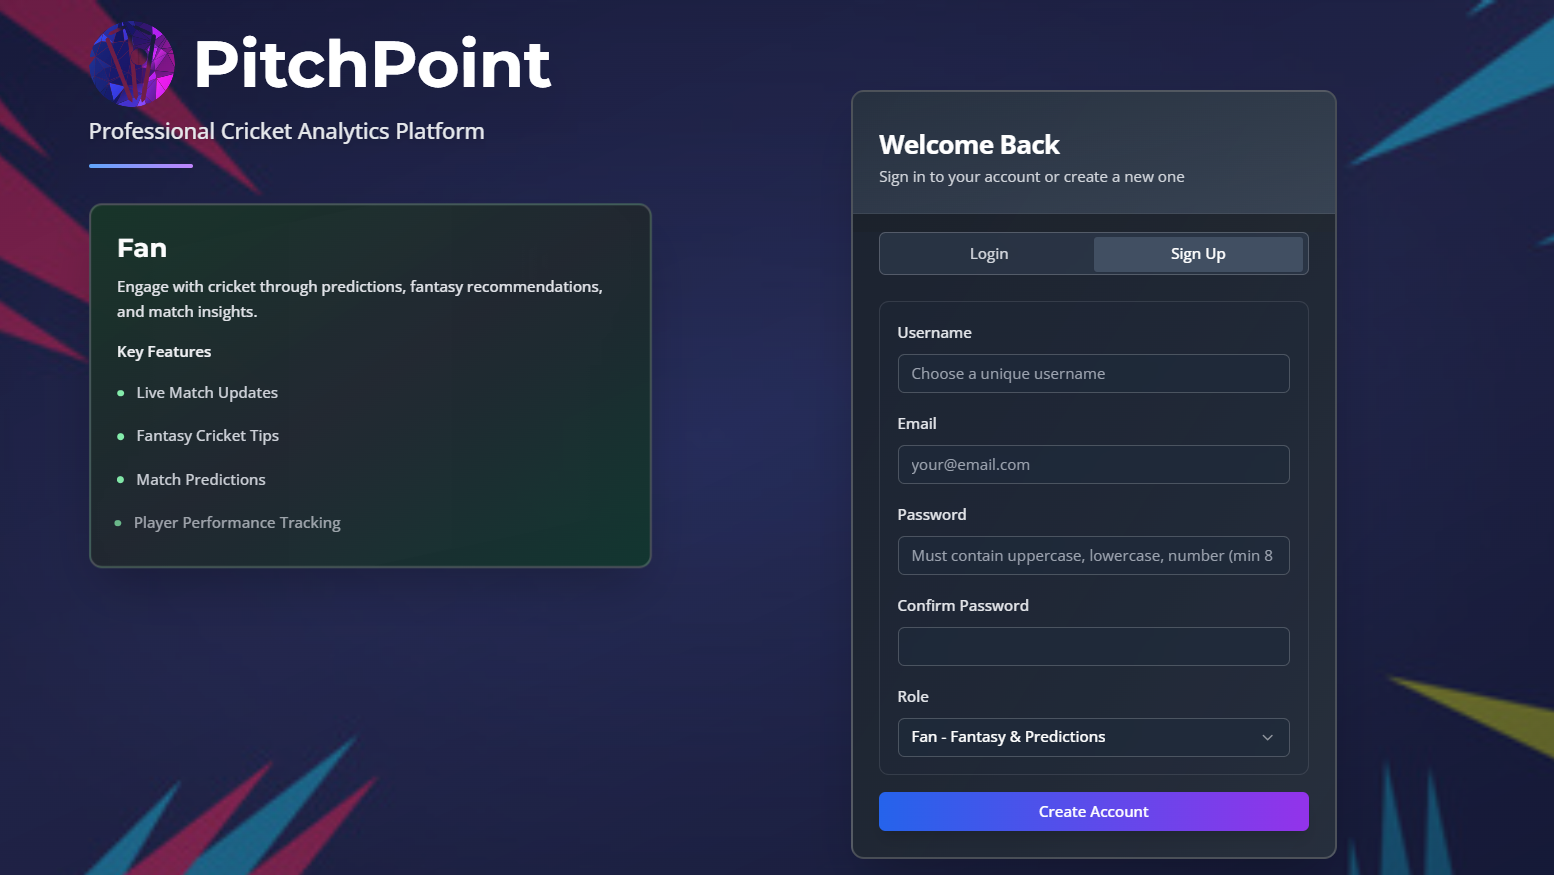 PitchPoint
Professional Cricket Analytics Platform
Fan
Engage with cricket through predictions, fantasy recommendations,
and match insights.
Key Features
Live Match Updates
Fantasy Cricket Tips
Match Predictions
Player Performance Tracking
Welcome Back
Sign in to your account or create a new one
Login
Sign Up
Username
Choose a unique username
Email
your@email.com
Password
Must contain uppercase, lowercase, number (min 8
Confirm Password
Role
Fan - Fantasy & Predictions
Create Account